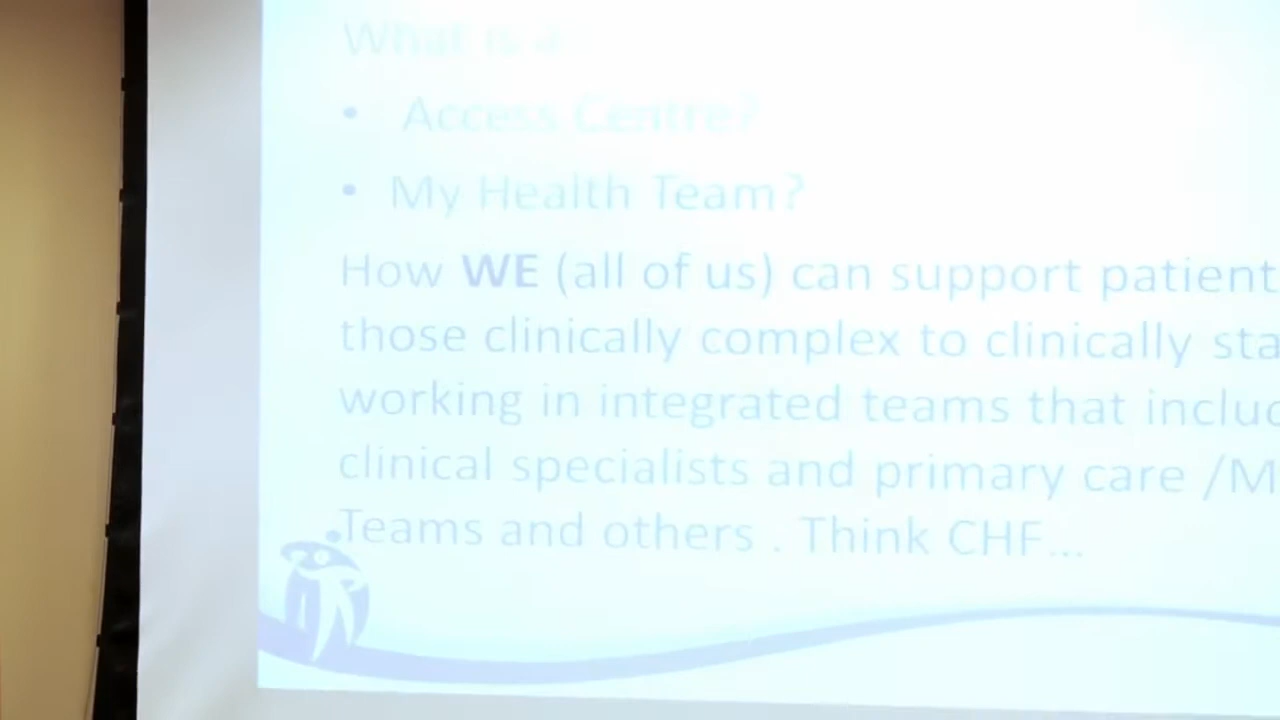 What is a
• Access Centre?
• My Health Team?
How WE (all of us) can support patient
those clinically complex to clinically sta
working in integrated teams that includ
clinical specialists and primary care /M
Teams and others . Think CHF...